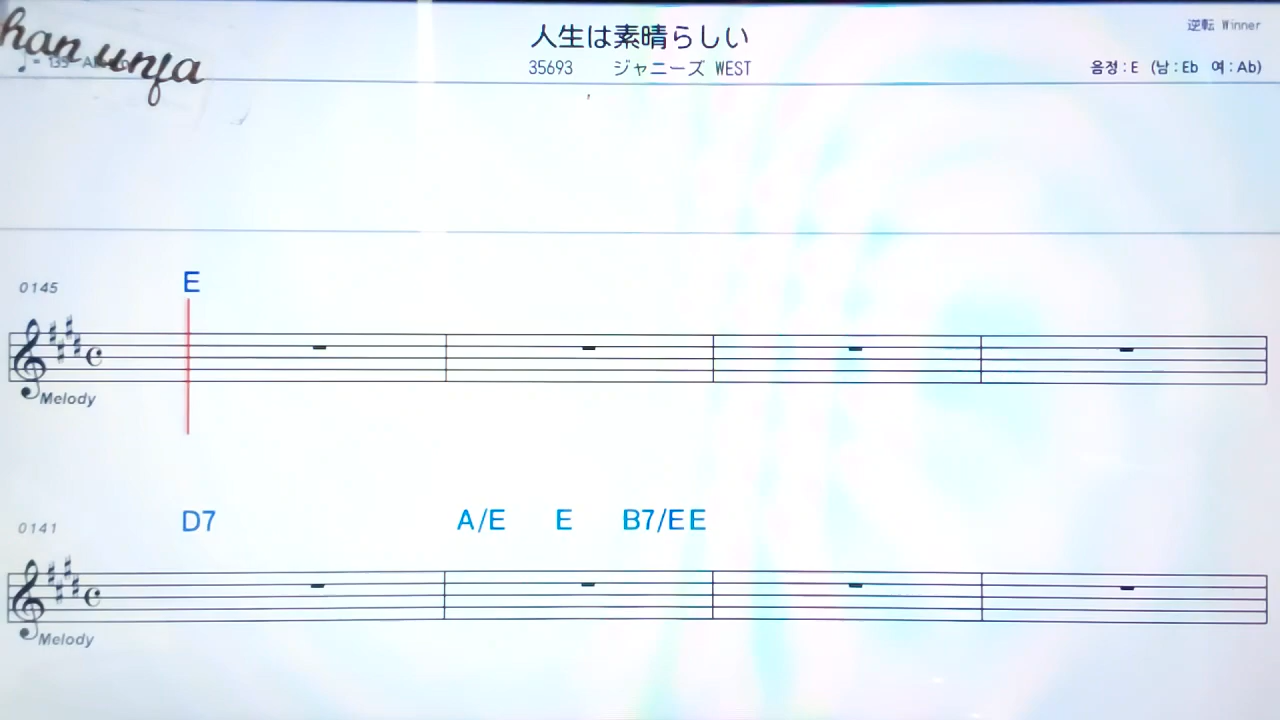 人生は素晴らしい
逆転 Winner
han unja
35693 ジャニーズ WEST
음정:E (남:Eb 여:Ab)
0145 E
Melody
0141 D7 A/E E B7/EE
Melody